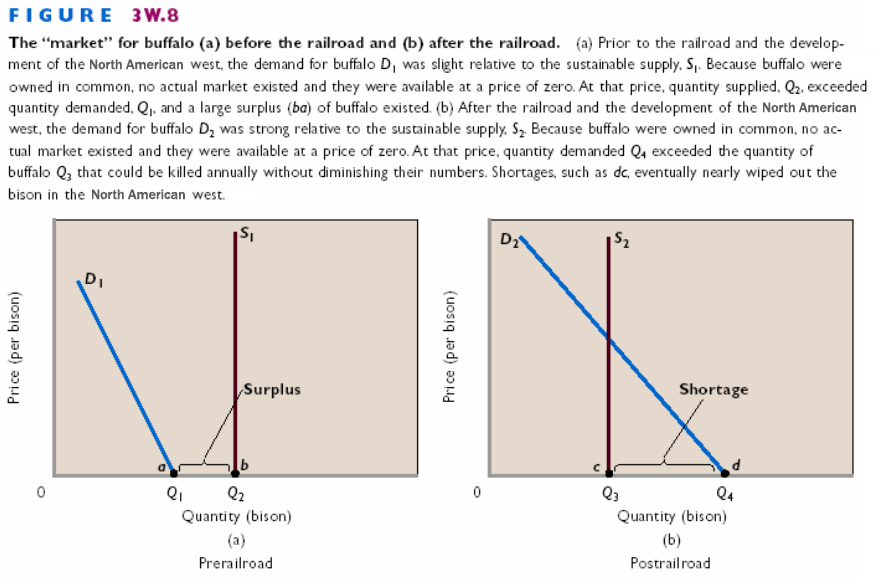 FIGURE 3W.8
The “market” for buffalo (a) before the railroad and (b) after the railroad. (a) Prior to the railroad and the develop-
ment of the North American west, the demand for buffalo D1 was slight relative to the sustainable supply, S1. Because buffalo were
owned in common, no actual market existed and they were available at a price of zero. At that price, quantity supplied, Q2, exceeded
quantity demanded, Q1, and a large surplus (ba) of buffalo existed. (b) After the railroad and the development of the North American
west, the demand for buffalo D2 was strong relative to the sustainable supply, S2. Because buffalo were owned in common, no ac-
tual market existed and they were available at a price of zero. At that price, quantity demanded Q4 exceeded the quantity of
buffalo Q3 that could be killed annually without diminishing their numbers. Shortages, such as dc, eventually nearly wiped out the
bison in the North American west.
Price (per bison)
D1
S1
Surplus
a
b
0
Q1
Q2
Quantity (bison)
(a)
Prerailroad
Price (per bison)
D2
S2
Shortage
c
d
0
Q3
Q4
Quantity (bison)
(b)
Postrailroad